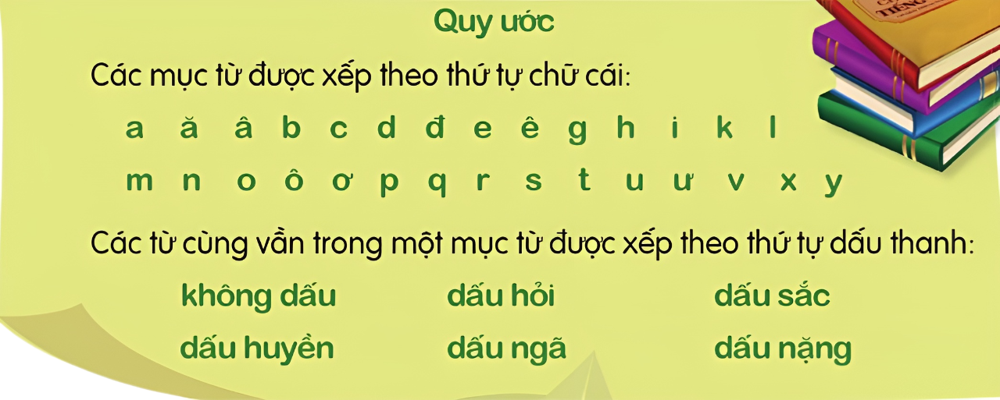 Quy ước
Các mục từ được xếp theo thứ tự chữ cái:
a ă â b c d đ e ê g h i k l
m n o ô ơ p q r s t u ư v x y
Các từ cùng vần trong một mục từ được xếp theo thứ tự dấu thanh:
không dấu dấu hỏi dấu sắc
dấu huyền dấu ngã dấu nặng